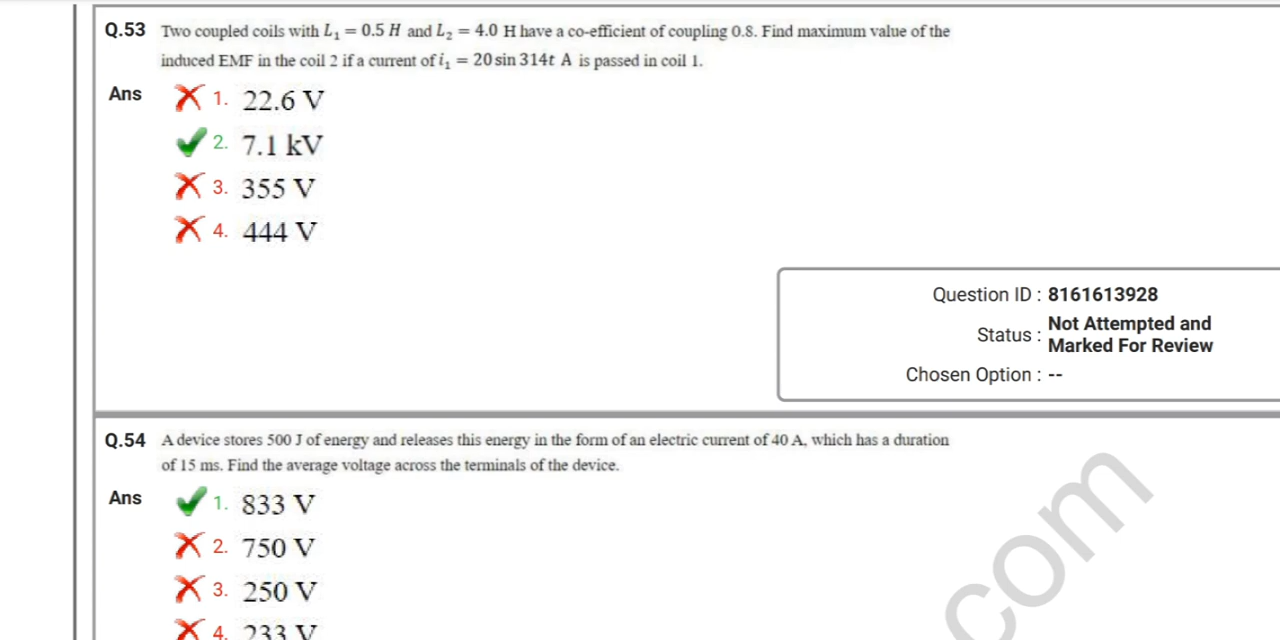 Q.53 Two coupled coils with L₁ = 0.5 H and L₂ = 4.0 H have a co-efficient of coupling 0.8. Find maximum value of the
induced EMF in the coil 2 if a current of i₁ = 20 sin 314t A is passed in coil 1.
Ans 1. 22.6 V
2. 7.1 kV
3. 355 V
4. 444 V
Question ID : 8161613928
Status : Not Attempted and
Marked For Review
Chosen Option : --
Q.54 A device stores 500 J of energy and releases this energy in the form of an electric current of 40 A, which has a duration
of 15 ms. Find the average voltage across the terminals of the device.
Ans 1. 833 V
2. 750 V
3. 250 V
4. 233 V
com